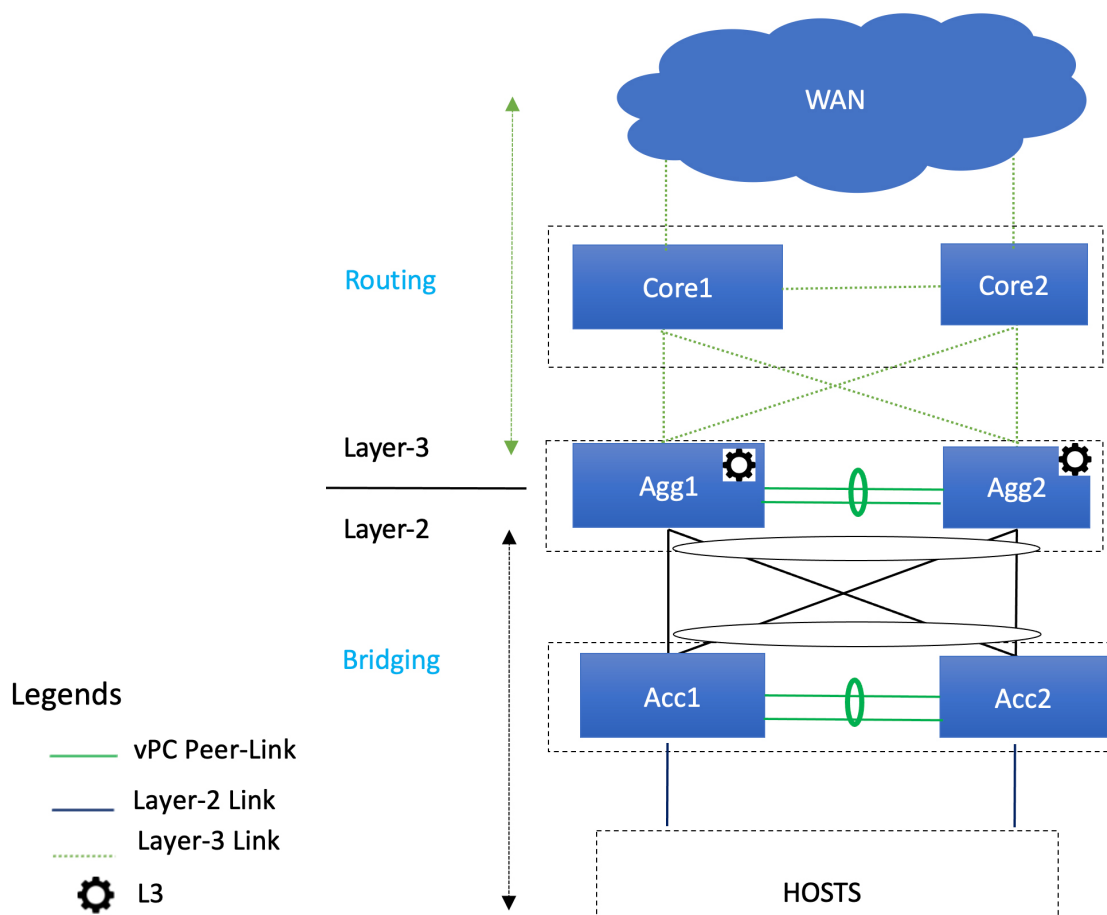 WAN
Routing
Core1
Core2
Layer-3
Agg1
Agg2
Layer-2
Bridging
Acc1
Acc2
Legends
vPC Peer-Link
Layer-2 Link
Layer-3 Link
L3
HOSTS